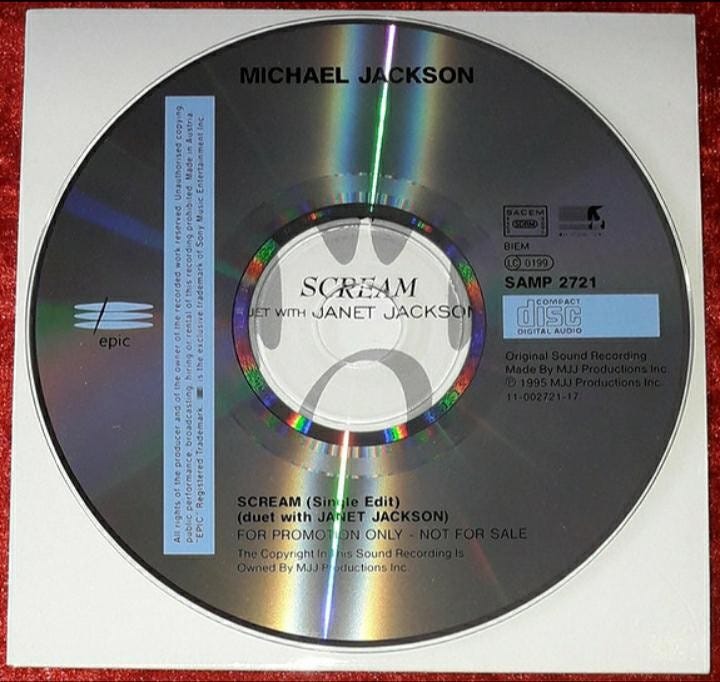 MICHAEL JACKSON
All rights of the producer and of the owner of the recorded work reserved. Unauthorised copying,
public performance, broadcasting, hiring or rental of this recording prohibited. Made in Austria.
"EPIC" Registered Trademark. is the exclusive trademark of Sony Music Entertainment Inc.
epic
SCREAM
UET WITH JANET JACKSON
SACEM
SDRM
BIEM
LC 0199
SAMP 2721
COMPACT
disc
DIGITAL AUDIO
Original Sound Recording
Made By MJJ Productions Inc.
℗ 1995 MJJ Productions Inc.
11-002721-17
SCREAM (Single Edit)
(duet with JANET JACKSON)
FOR PROMOTION ONLY - NOT FOR SALE
The Copyright In This Sound Recording Is
Owned By MJJ Productions Inc.